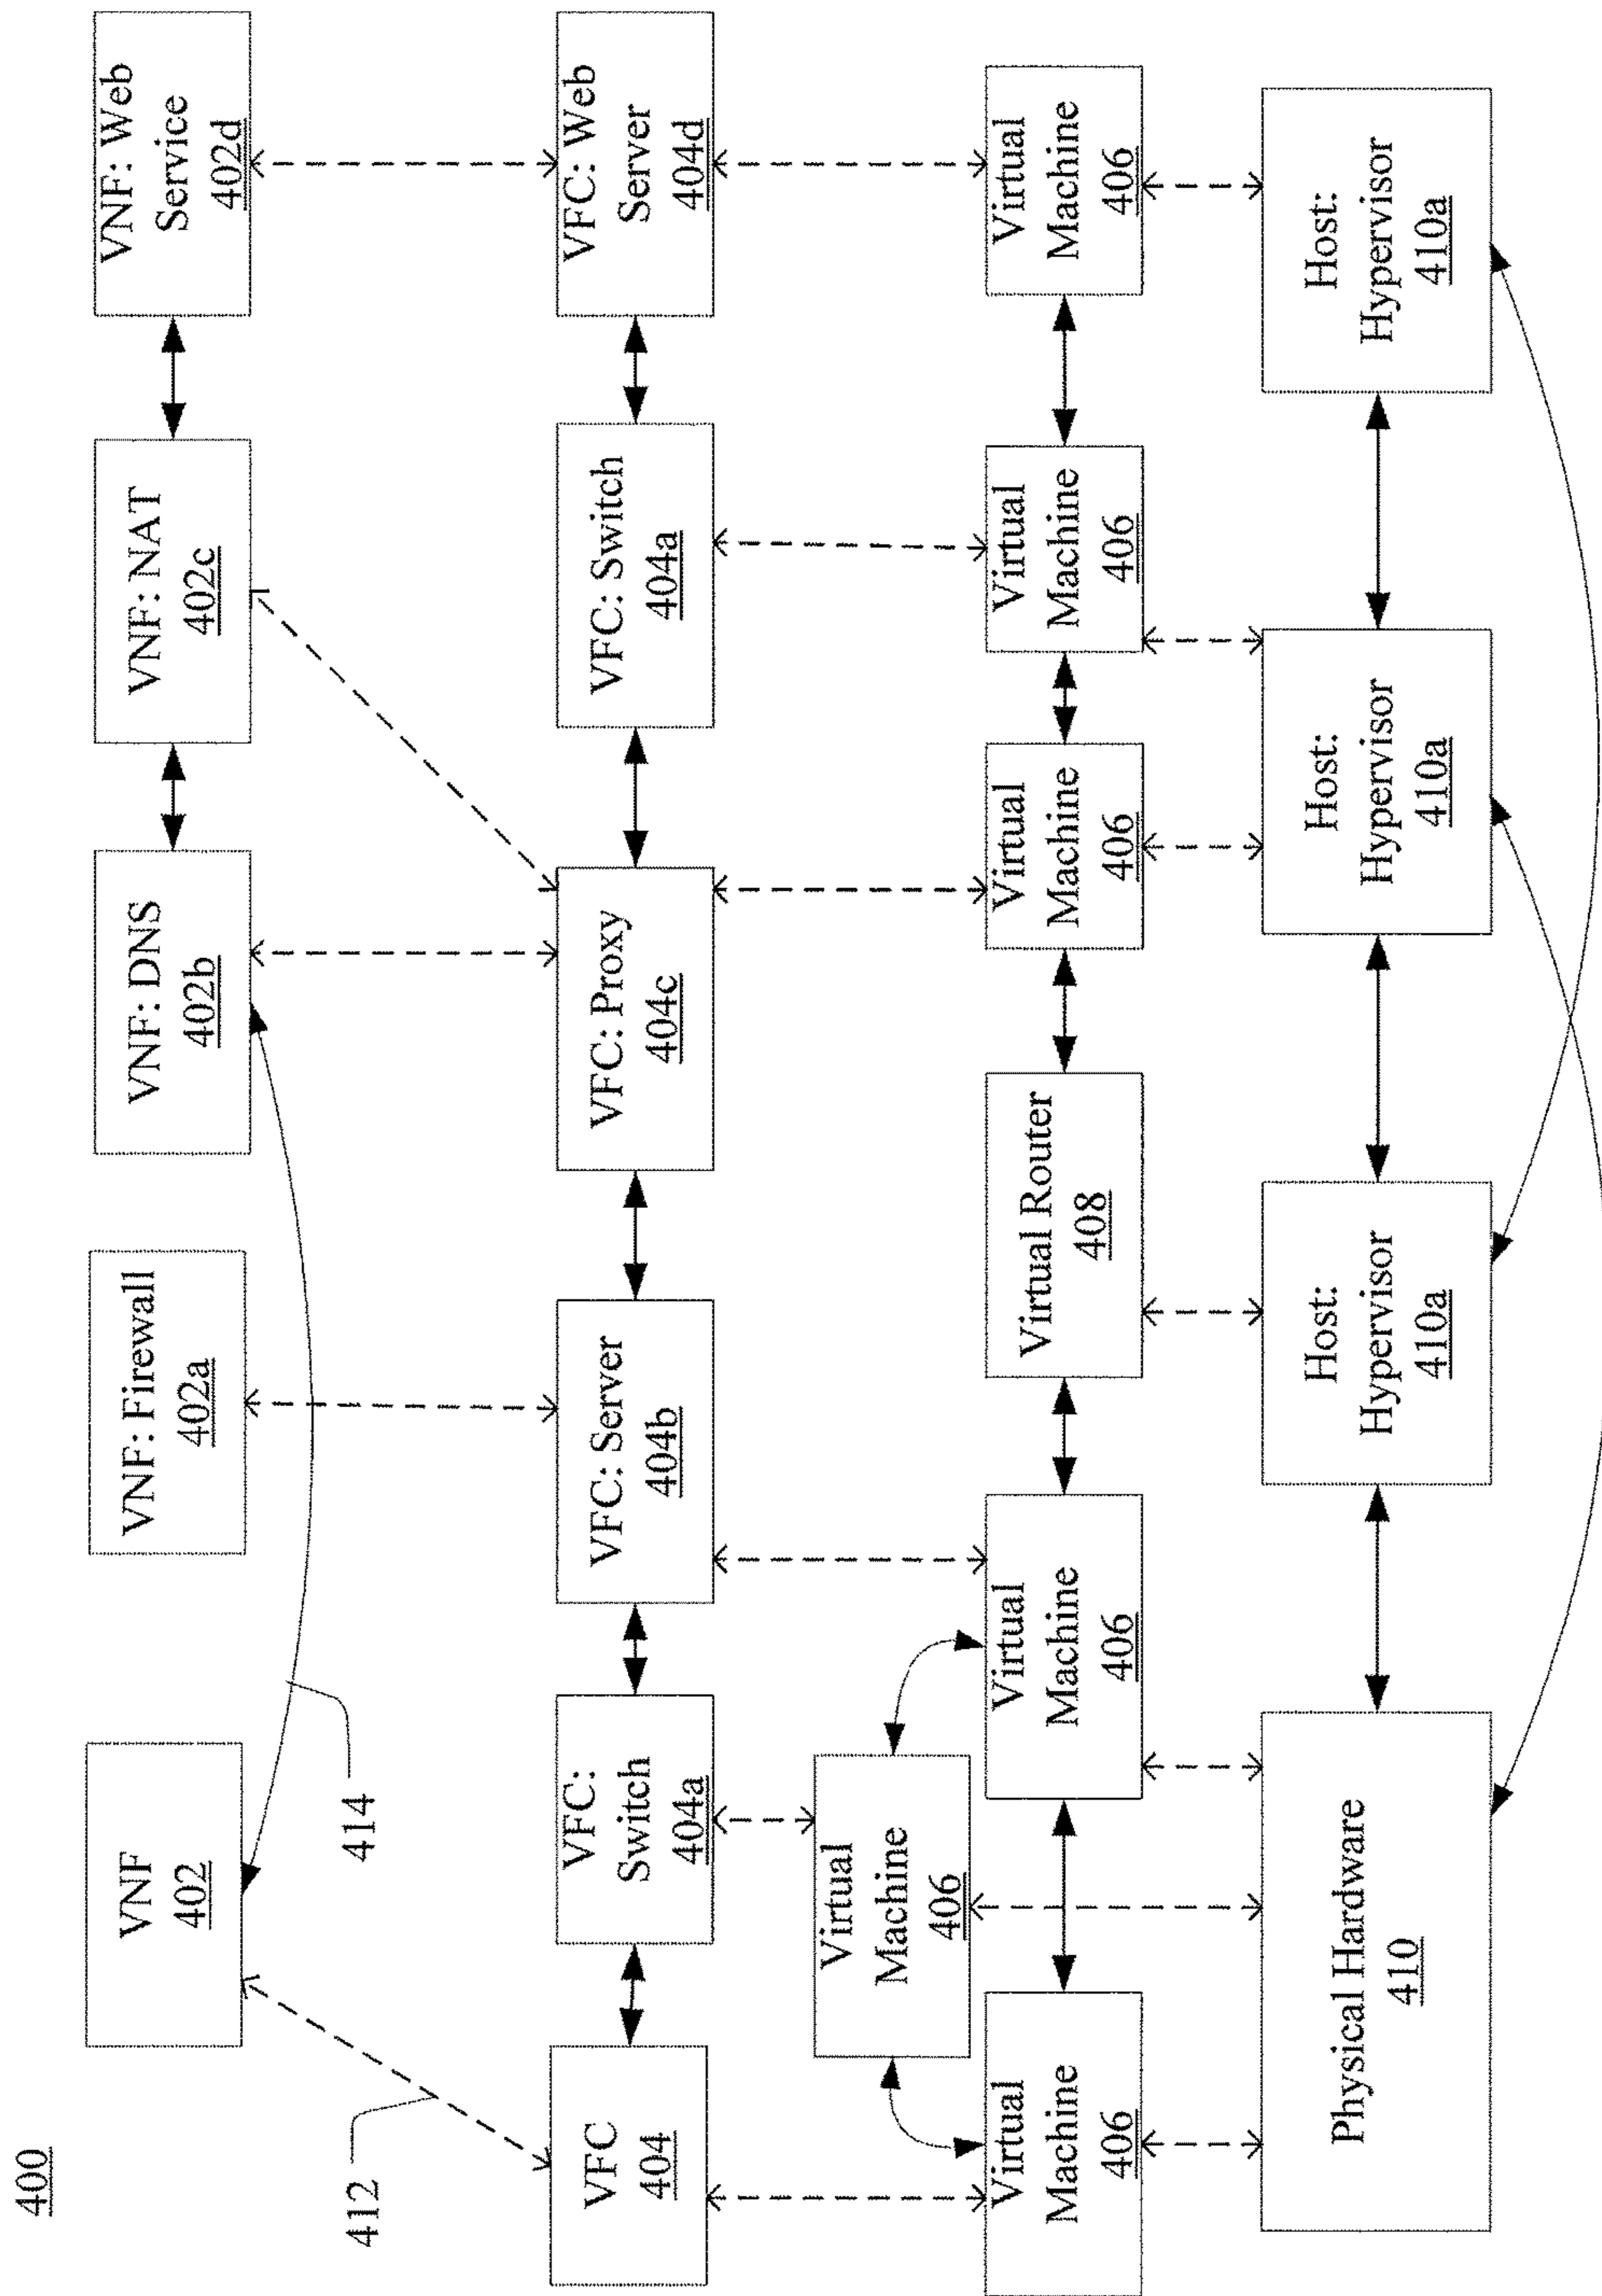 400
VNF
402
VNF: Firewall
402a
VNF: DNS
402b
VNF: NAT
402c
VNF: Web
Service
402d
412
414
VFC
404
VFC:
Switch
404a
VFC: Server
404b
VFC: Proxy
404c
VFC: Switch
404a
VFC: Web
Server
404d
Virtual
Machine
406
Virtual
Machine
406
Virtual
Machine
406
Virtual Router
408
Virtual
Machine
406
Virtual
Machine
406
Virtual
Machine
406
Physical Hardware
410
Host:
Hypervisor
410a
Host:
Hypervisor
410a
Host:
Hypervisor
410a